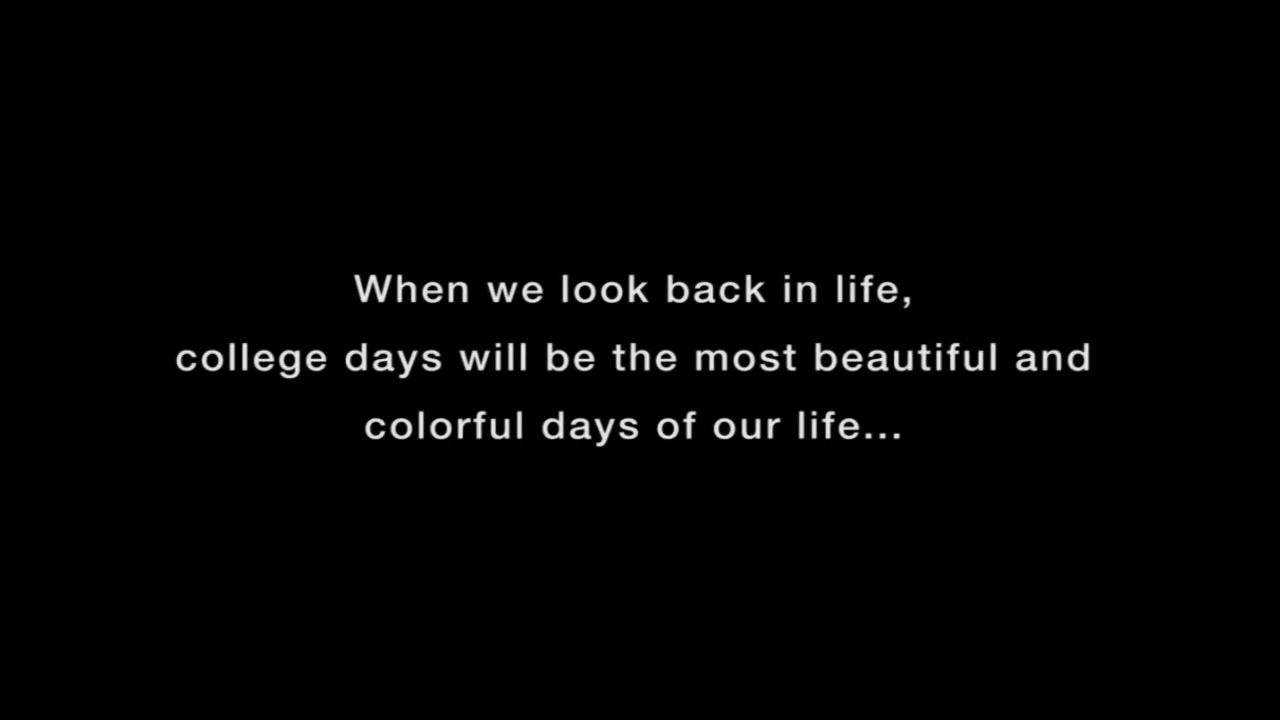 When we look back in life,
college days will be the most beautiful and
colorful days of our life...